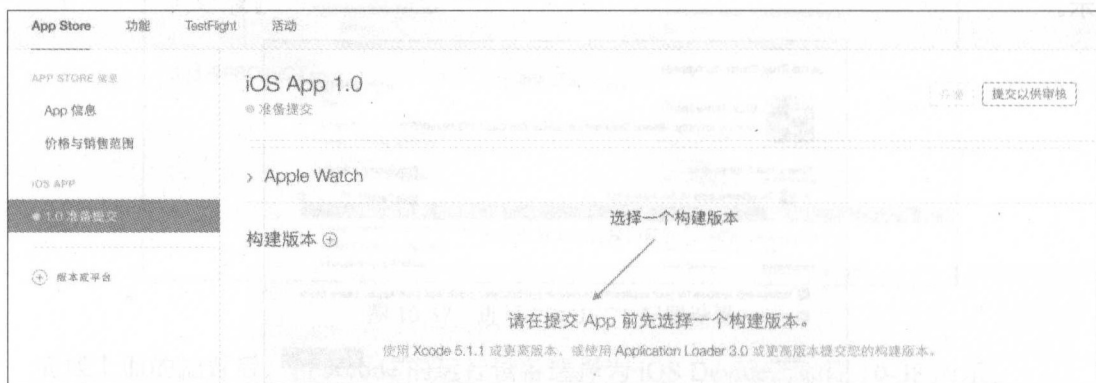 App Store 功能 TestFlight 活动
APP STORE 信息
App 信息
价格与销售范围
iOS APP
1.0 准备提交
版本或平台
iOS App 1.0
准备提交
提交以供审核
Apple Watch
构建版本
选择一个构建版本
请在提交 App 前先选择一个构建版本。
使用 Xcode 5.1.1 或更高版本，或使用 Application Loader 3.0 或更高版本提交您的构建版本。